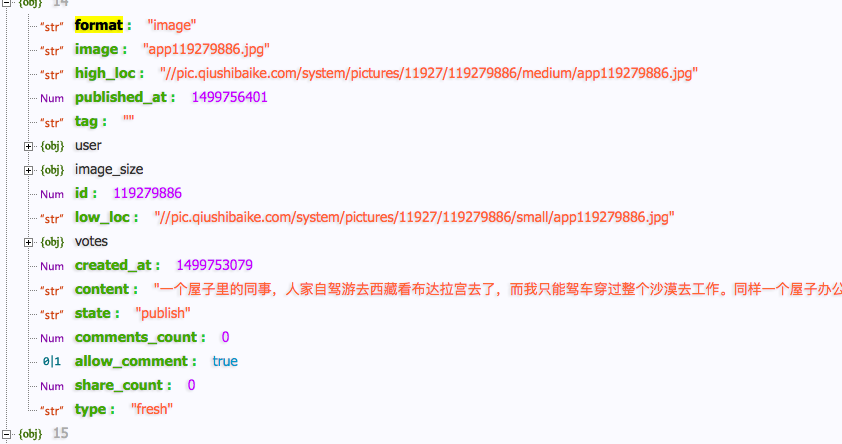 {obj} 14
"str" format : "image"
"str" image : "app119279886.jpg"
"str" high_loc : "//pic.qiushibaike.com/system/pictures/11927/119279886/medium/app119279886.jpg"
Num published_at : 1499756401
"str" tag : ""
{obj} user
{obj} image_size
Num id : 119279886
"str" low_loc : "//pic.qiushibaike.com/system/pictures/11927/119279886/small/app119279886.jpg"
{obj} votes
Num created_at : 1499753079
"str" content : "一个屋子里的同事，人家自驾游去西藏看布达拉宫去了，而我只能驾车穿过整个沙漠去工作。同样一个屋子办公
"str" state : "publish"
Num comments_count : 0
0|1 allow_comment : true
Num share_count : 0
"str" type : "fresh"
{obj} 15